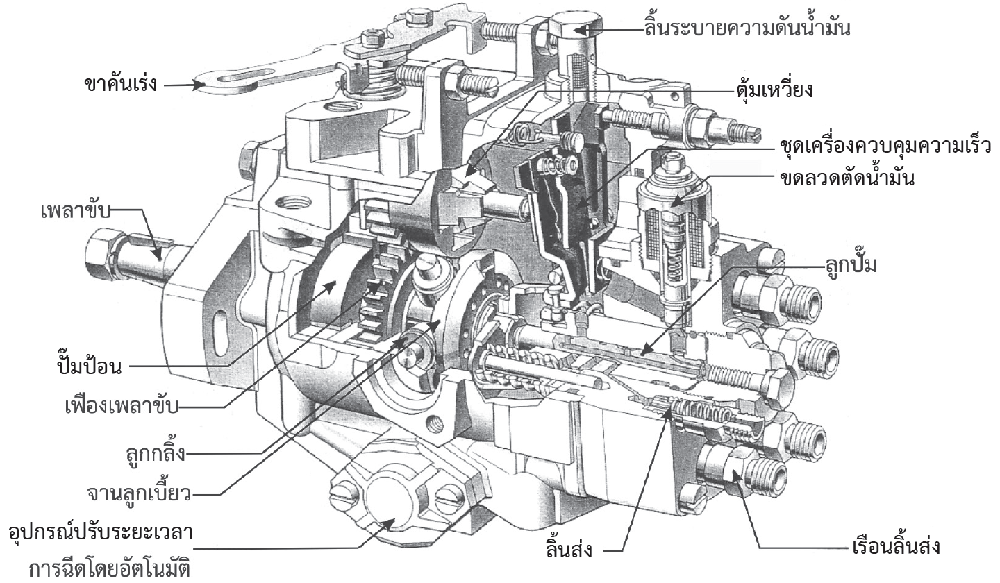 ลิ้นระบายความดันน้ำมัน
ขาคันเร่ง
ตุ้มเหวี่ยง
ชุดเครื่องควบคุมความเร็ว
ขดลวดตัดน้ำมัน
เพลาขับ
ลูกปั๊ม
ปั๊มป้อน
เฟืองเพลาขับ
ลูกกลิ้ง
จานลูกเบี้ยว
อุปกรณ์ปรับระยะเวลา
การฉีดโดยอัตโนมัติ
ลิ้นส่ง
เรือนลิ้นส่ง